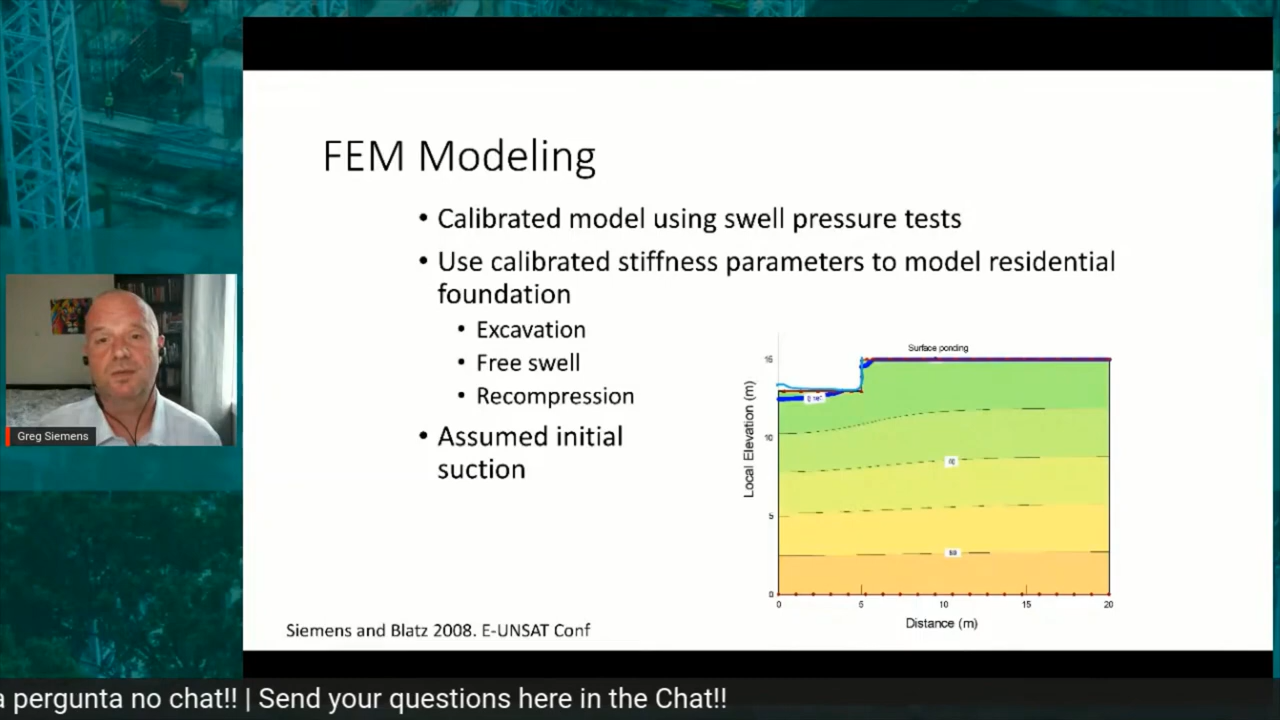 FEM Modeling
• Calibrated model using swell pressure tests
• Use calibrated stiffness parameters to model residential
foundation
• Excavation
• Free swell
• Recompression
• Assumed initial
suction
Surface ponding
15
10
5
0
Local Elevation (m)
0 5 10 15 20
Distance (m)
Siemens and Blatz 2008. E-UNSAT Conf
Greg Siemens
a pergunta no chat!! | Send your questions here in the Chat!!